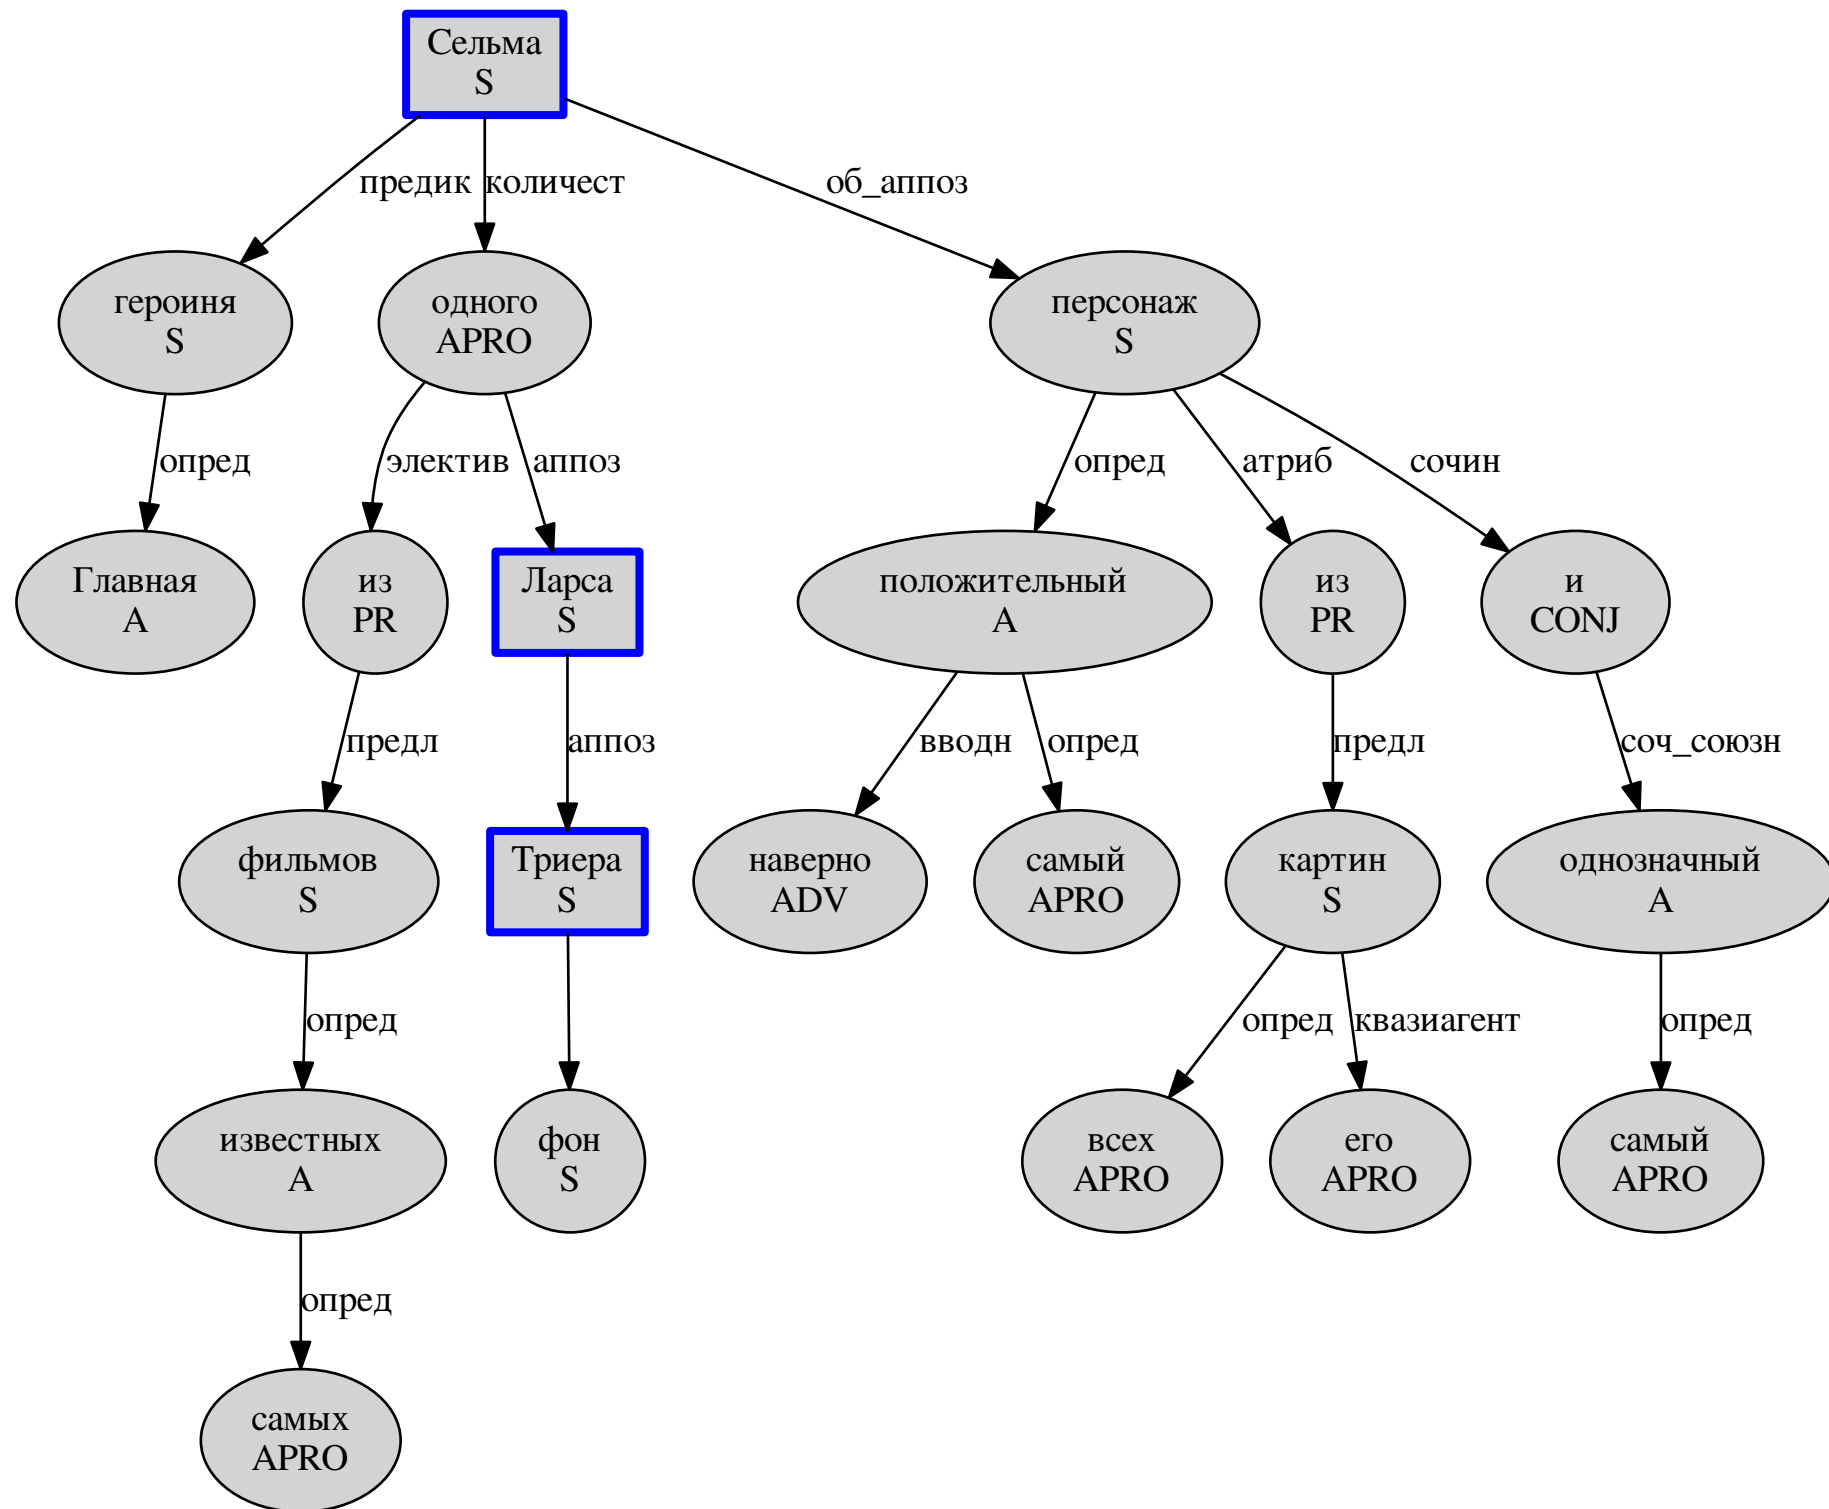 Сельма
S
предик
количест
об_аппоз
героиня
S
одного
APRO
персонаж
S
опред
электив
аппоз
опред
атриб
сочин
Главная
A
из
PR
Ларса
S
положительный
A
из
PR
и
CONJ
предл
аппоз
вводн
опред
предл
соч_союзн
фильмов
S
Триера
S
наверно
ADV
самый
APRO
картин
S
однозначный
A
опред
опред
квазиагент
опред
известных
A
фон
S
всех
APRO
его
APRO
самый
APRO
опред
самых
APRO